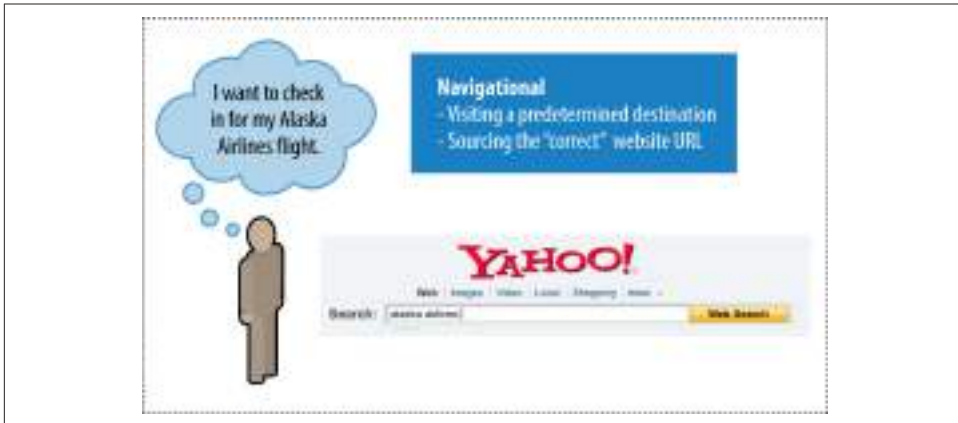 I want to check
in for my Alaska
Airlines flight.
Navigational
- Visiting a predetermined destination
- Sourcing the "correct" website URL
YAHOO!
Web Images Video Local Shopping more
Search: alaska airlines Web Search